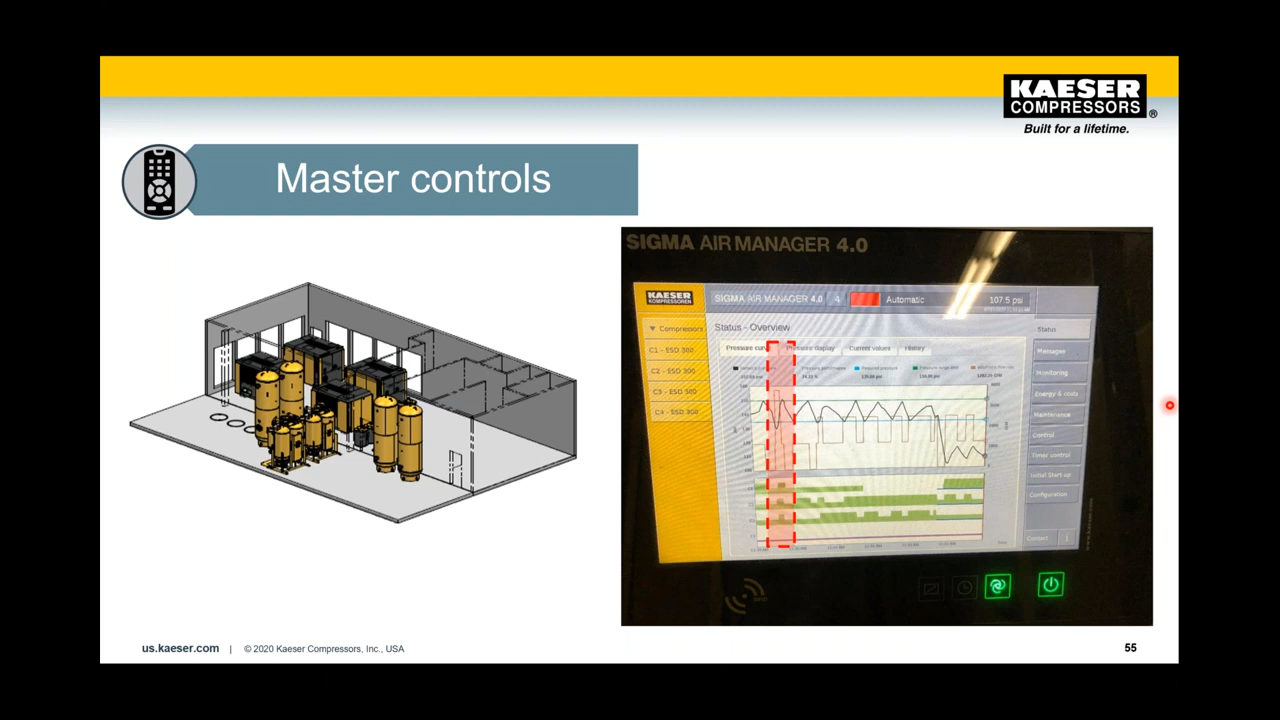 KAESER
COMPRESSORS
®
Built for a lifetime.
Master controls
SIGMA AIR MANAGER 4.0
KAESER
KOMPRESSOREN
SIGMA AIR MANAGER 4.0 4 Automatic 107.5 psi
Status - Overview
Status
Compressors
Pressure display
Current values
History
Messages
C1 - ESD 300
C2 - ESD 300
C3 - ESD 300
C4 - ESD 300
Monitoring
Energy & costs
Maintenance
Control
Timer control
Initial Start-up
Configuration
Contact
us.kaeser.com | © 2020 Kaeser Compressors, Inc., USA
55